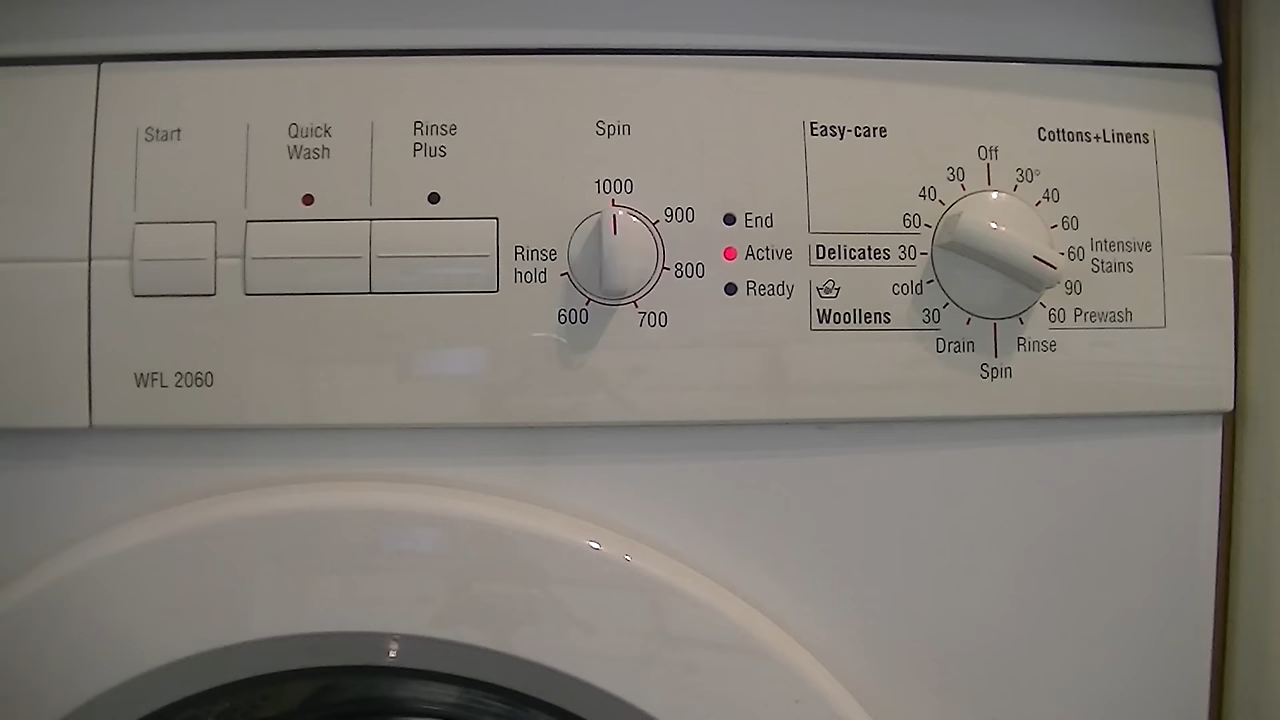 Start
Quick
Wash
Rinse
Plus
Spin
1000
900
800
700
600
Rinse
hold
End
Active
Ready
Easy-care
Cottons+Linens
Off
30
40
60
Delicates 30
cold
Woollens 30
Drain
Spin
Rinse
60 Prewash
90
60 Intensive
Stains
60
40
30°
WFL 2060